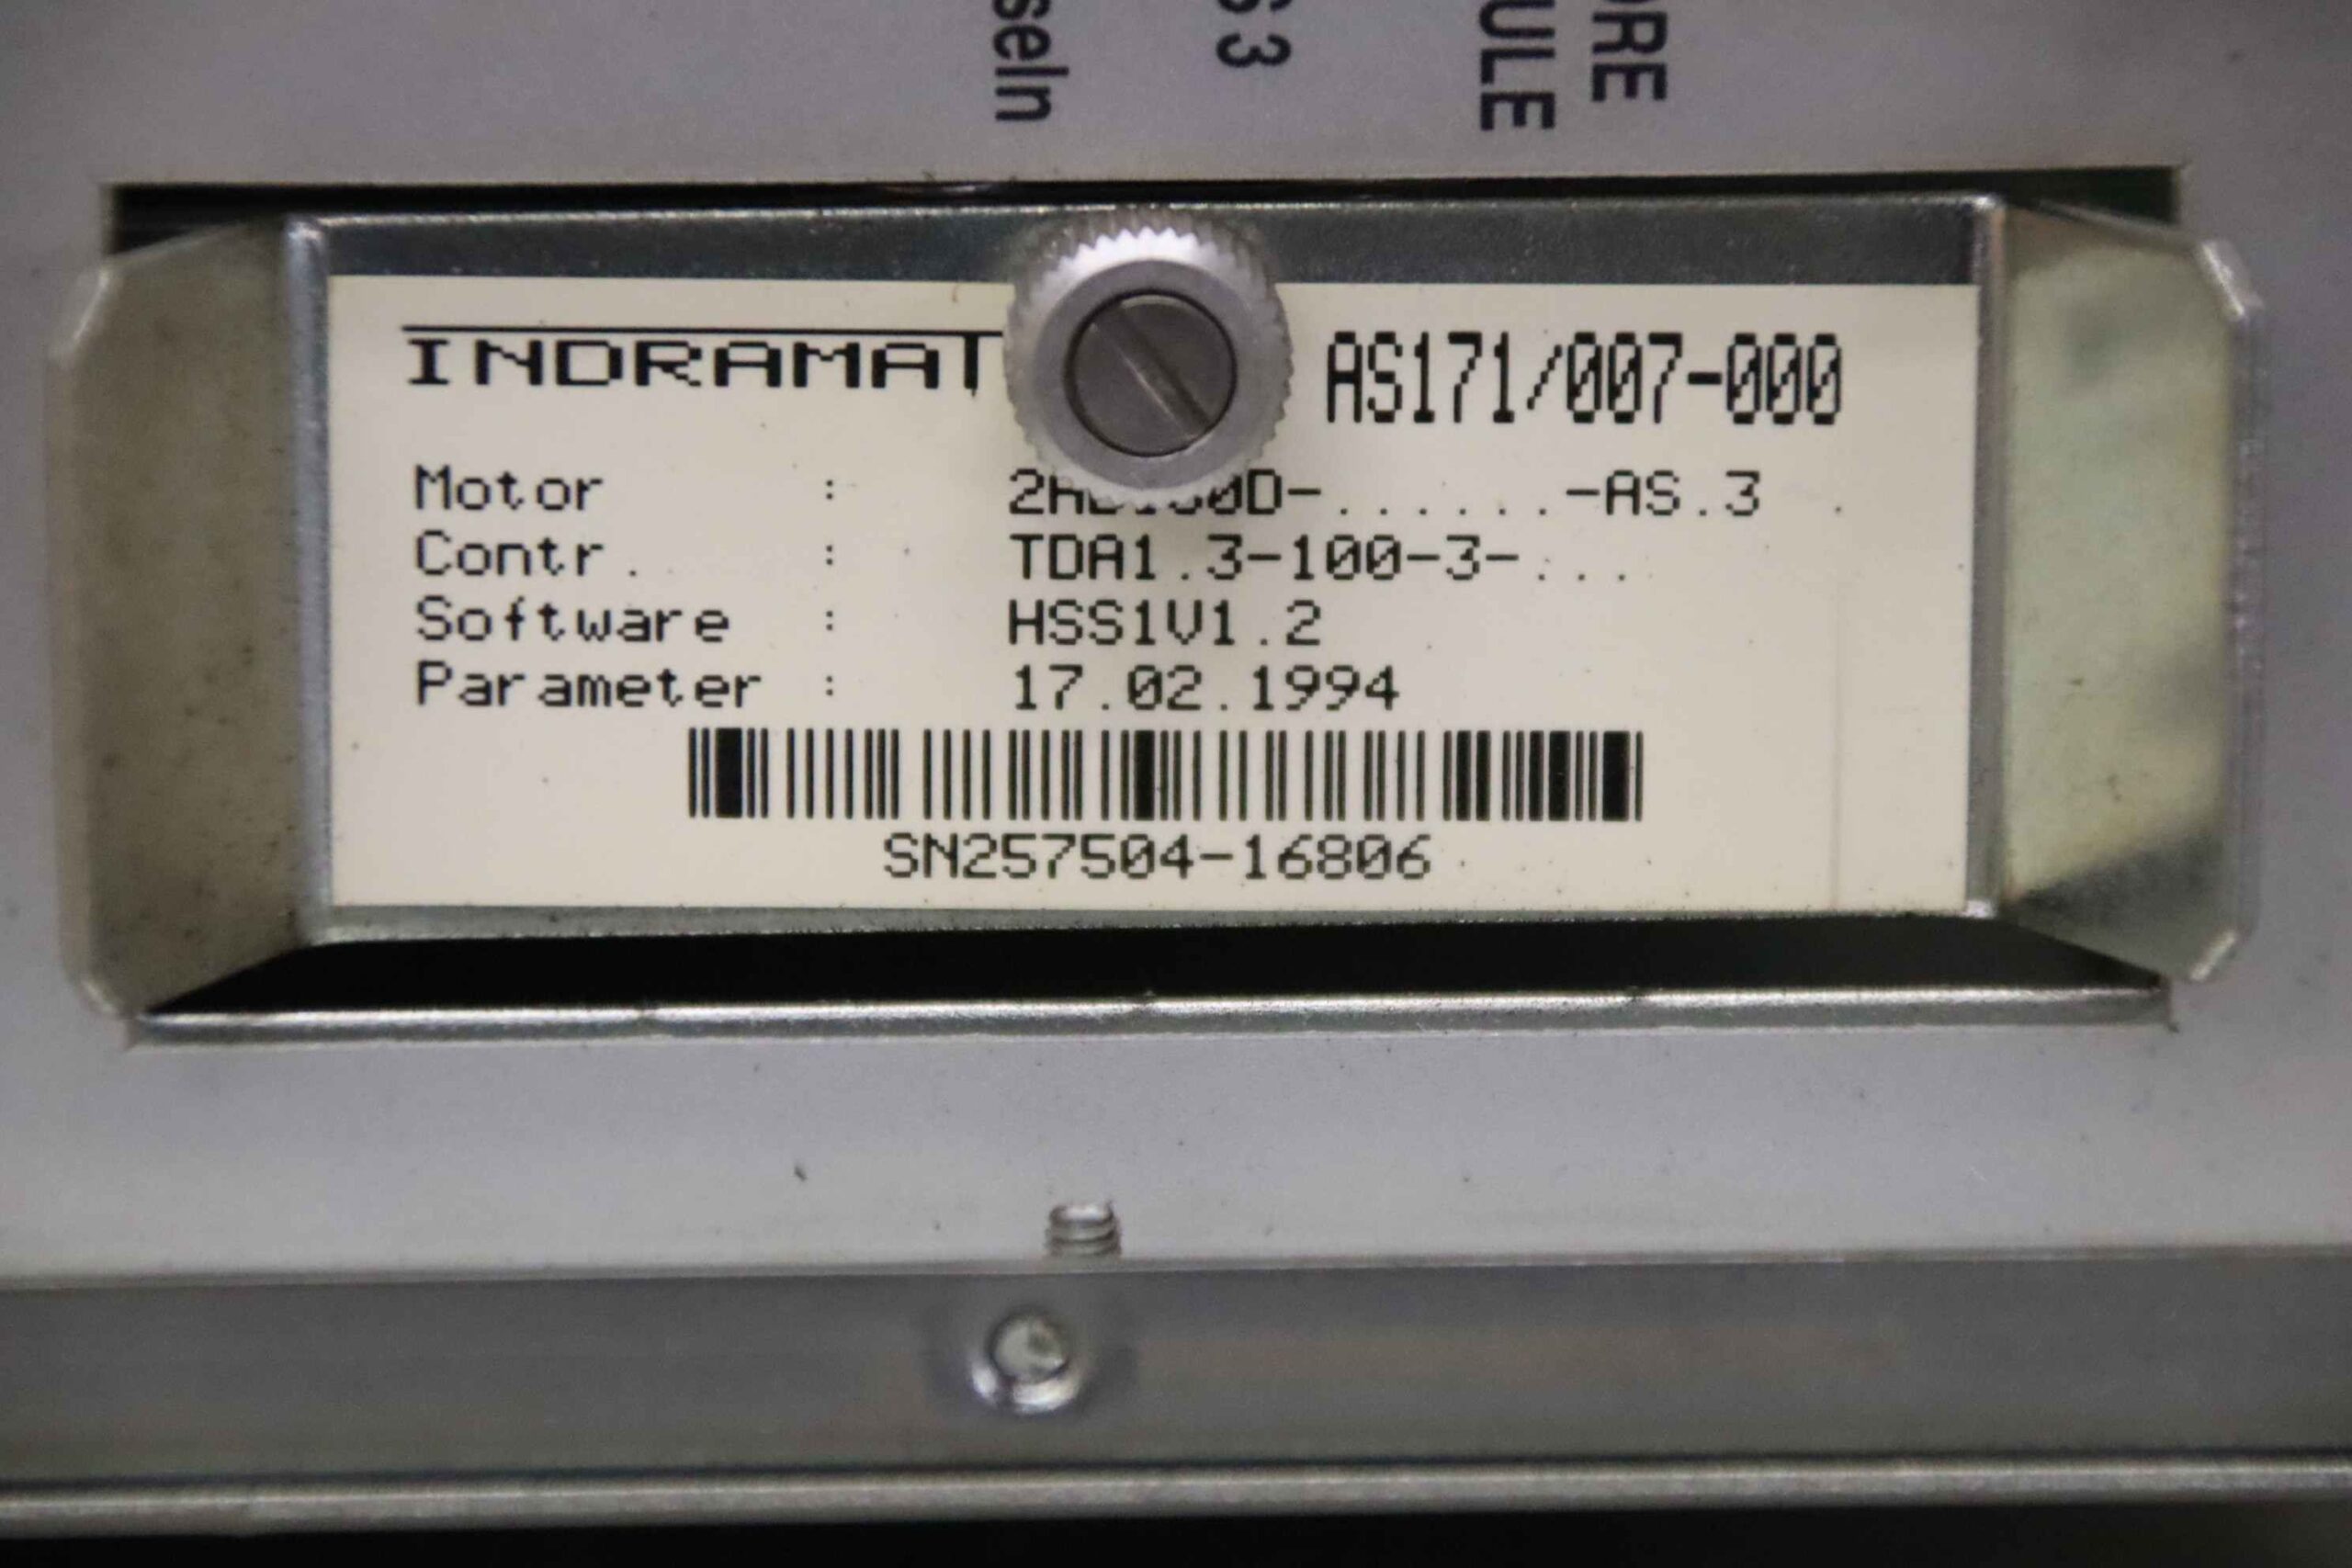 seln
S 3
ULE
ORE
INDRAMAT AS171/007-000
Motor : -......-AS.3
Contr. : TDA1.3-100-3-...
Software : HSS1V1.2
Parameter : 17.02.1994
SN257504-16806